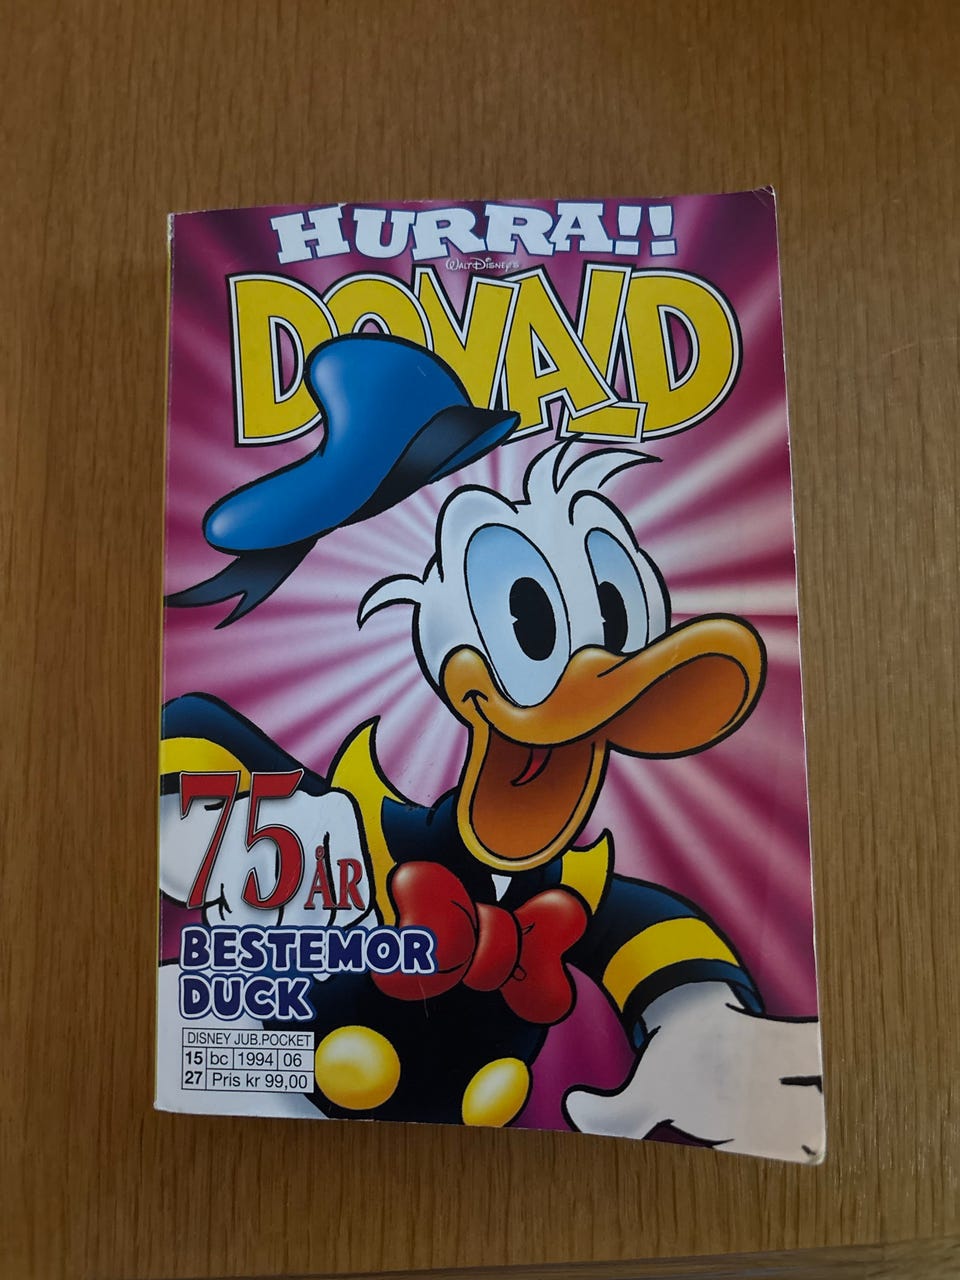 HURRA!!
WALT DISNEY'S
DONALD
75 ÅR
BESTEMOR
DUCK
DISNEY JUB.POCKET
15 bc 1994 06
27 Pris kr 99,00